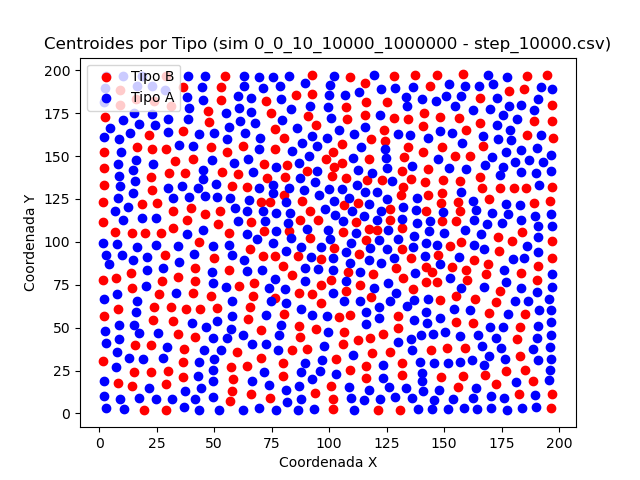 Centroides por Tipo (sim 0_0_10_10000_1000000 - step_10000.csv)
Tipo B
Tipo A
200
175
150
125
100
75
50
25
0
Coordenada Y
0 25 50 75 100 125 150 175 200
Coordenada X